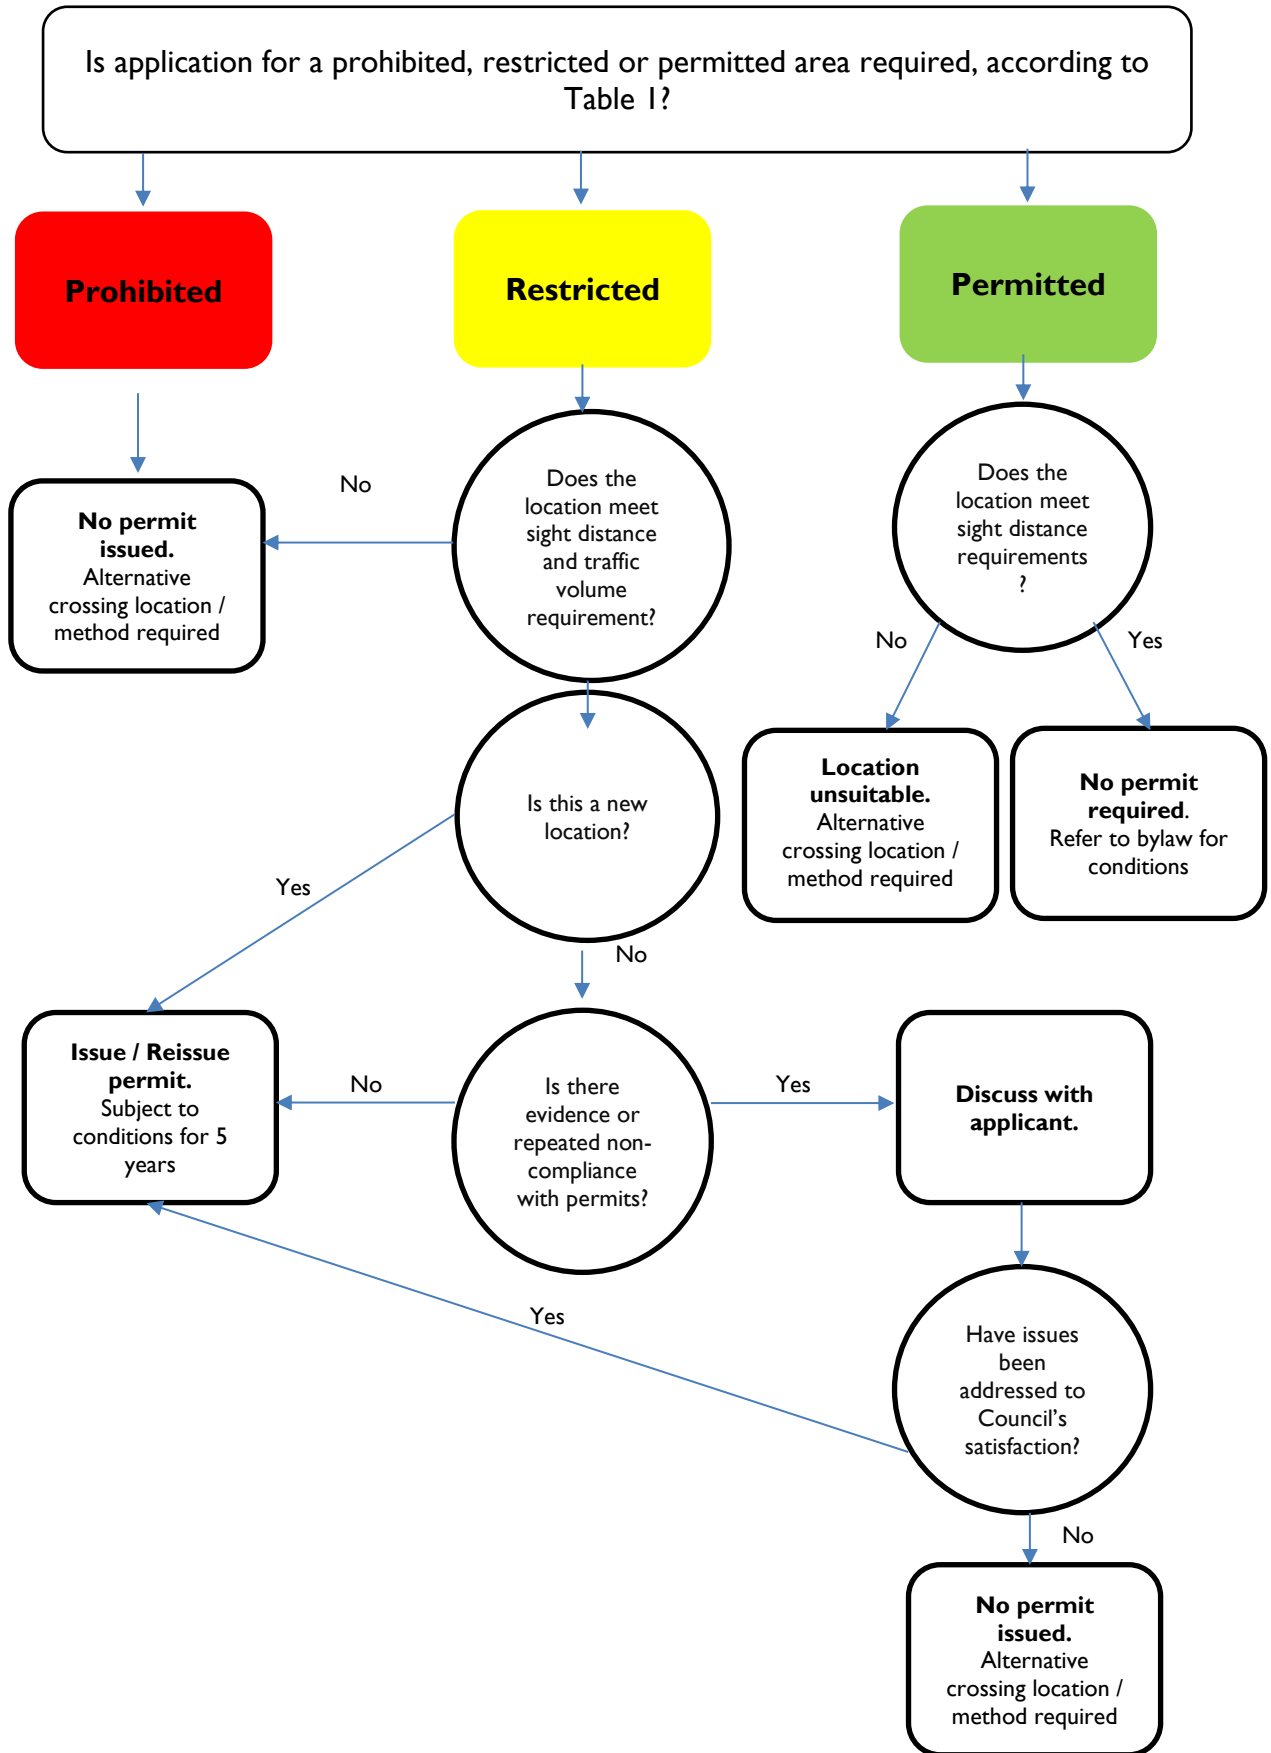 Is application for a prohibited, restricted or permitted area required, according to
Table 1?
Prohibited
Restricted
Permitted
No permit
issued.
Alternative
crossing location /
method required
No
Does the
location meet
sight distance
and traffic
volume
requirement?
Does the
location meet
sight distance
requirements
?
No
Yes
Location
unsuitable.
Alternative
crossing location /
method required
No permit
required.
Refer to bylaw for
conditions
Is this a new
location?
Yes
No
Issue / Reissue
permit.
Subject to
conditions for 5
years
No
Is there
evidence or
repeated non-
compliance
with permits?
Yes
Discuss with
applicant.
Yes
Have issues
been
addressed to
Council’s
satisfaction?
No
No permit
issued.
Alternative
crossing location /
method required